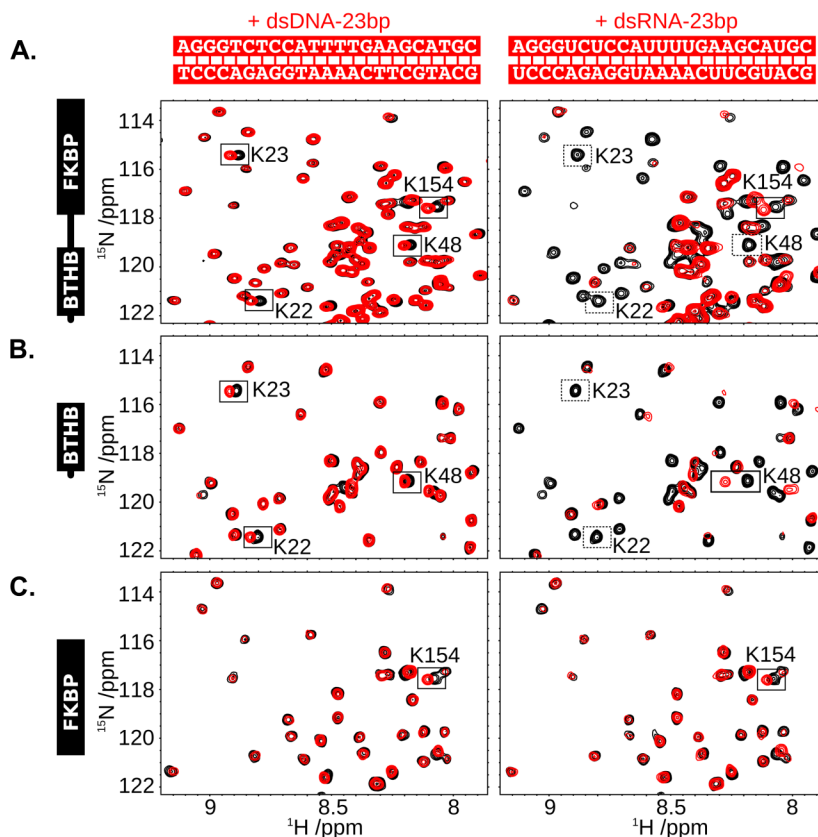 + dsDNA-23bp
+ dsRNA-23bp
A.
AGGGTCTCCATTTTGAAGCATGC
TCCCAGAGGTAAAACTTCGTACG
AGGGUCUCCAUUUUGAAGCAUGC
UCCCAGAGGUAAAACUUCGUACG
FKBP
BTHB
15N /ppm
114
116
118
120
122
K23
K154
K48
K22
K23
K154
K48
K22
B.
BTHB
15N /ppm
114
116
118
120
122
K23
K48
K22
K23
K48
K22
C.
FKBP
15N /ppm
114
116
118
120
122
K154
K154
9
8.5
8
9
8.5
8
1H /ppm
1H /ppm